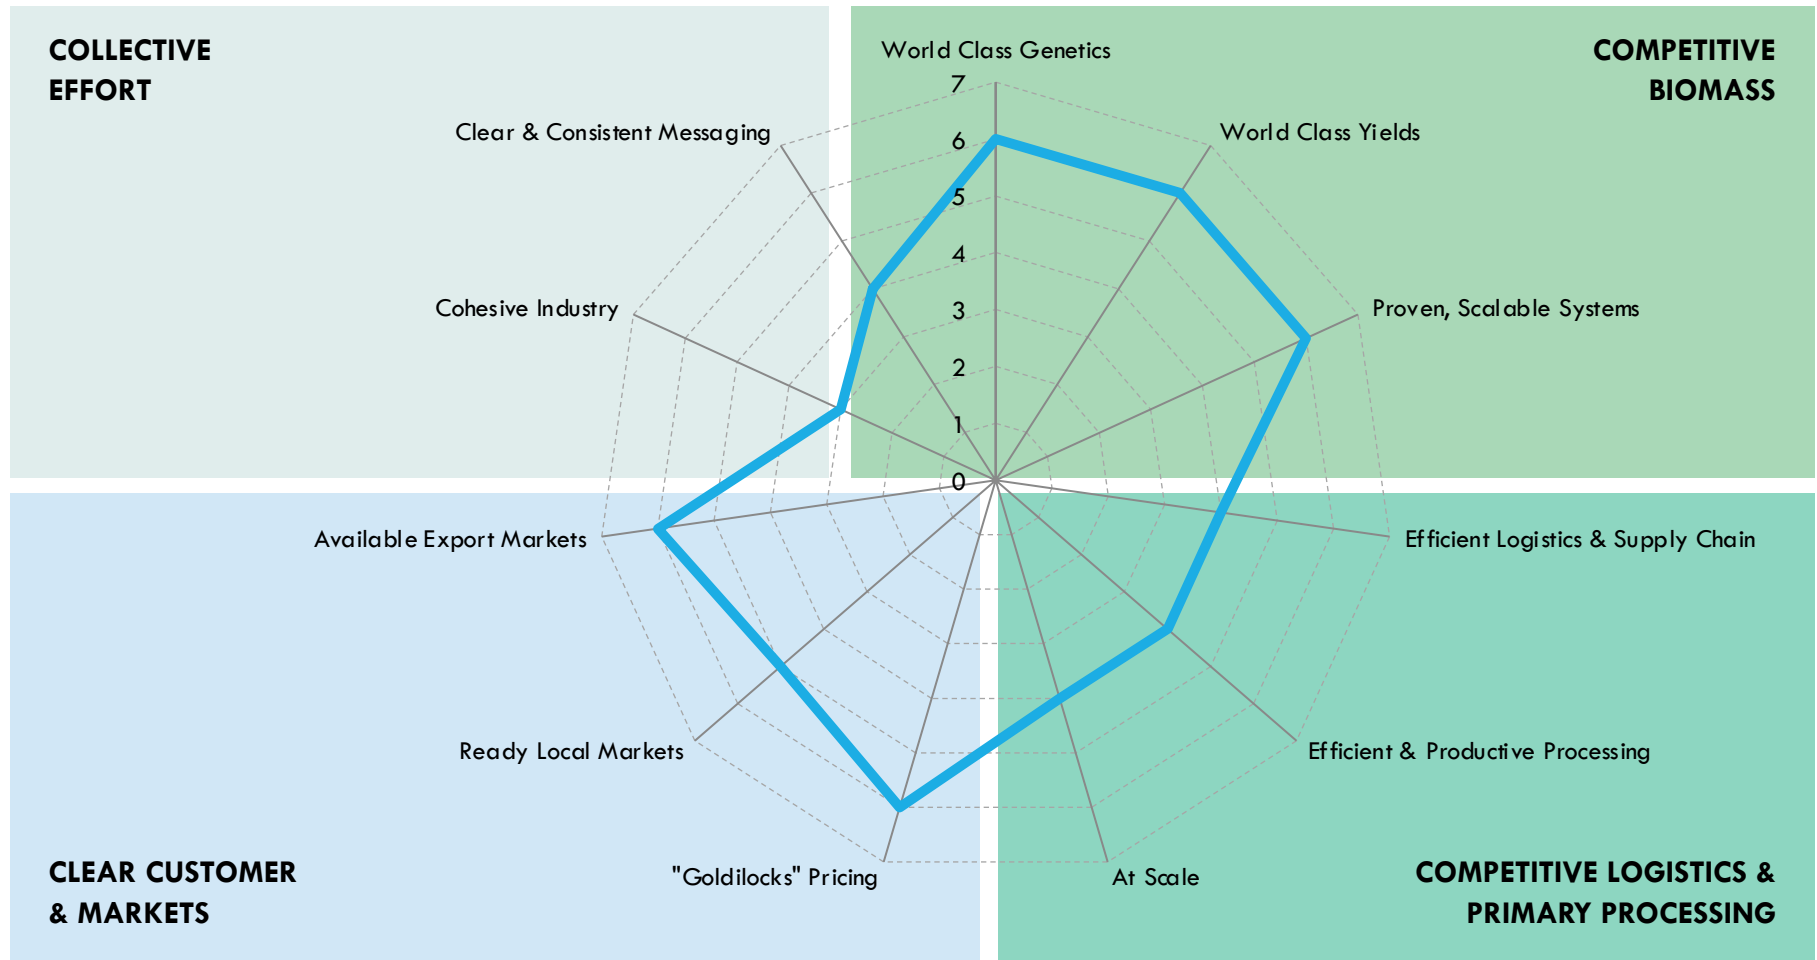 COLLECTIVE
EFFORT
COMPETITIVE
BIOMASS
World Class Genetics
World Class Yields
Proven, Scalable Systems
Efficient Logistics & Supply Chain
Efficient & Productive Processing
At Scale
"Goldilocks" Pricing
Ready Local Markets
Available Export Markets
Cohesive Industry
Clear & Consistent Messaging
7
6
5
4
3
2
1
0
CLEAR CUSTOMER
& MARKETS
COMPETITIVE LOGISTICS &
PRIMARY PROCESSING